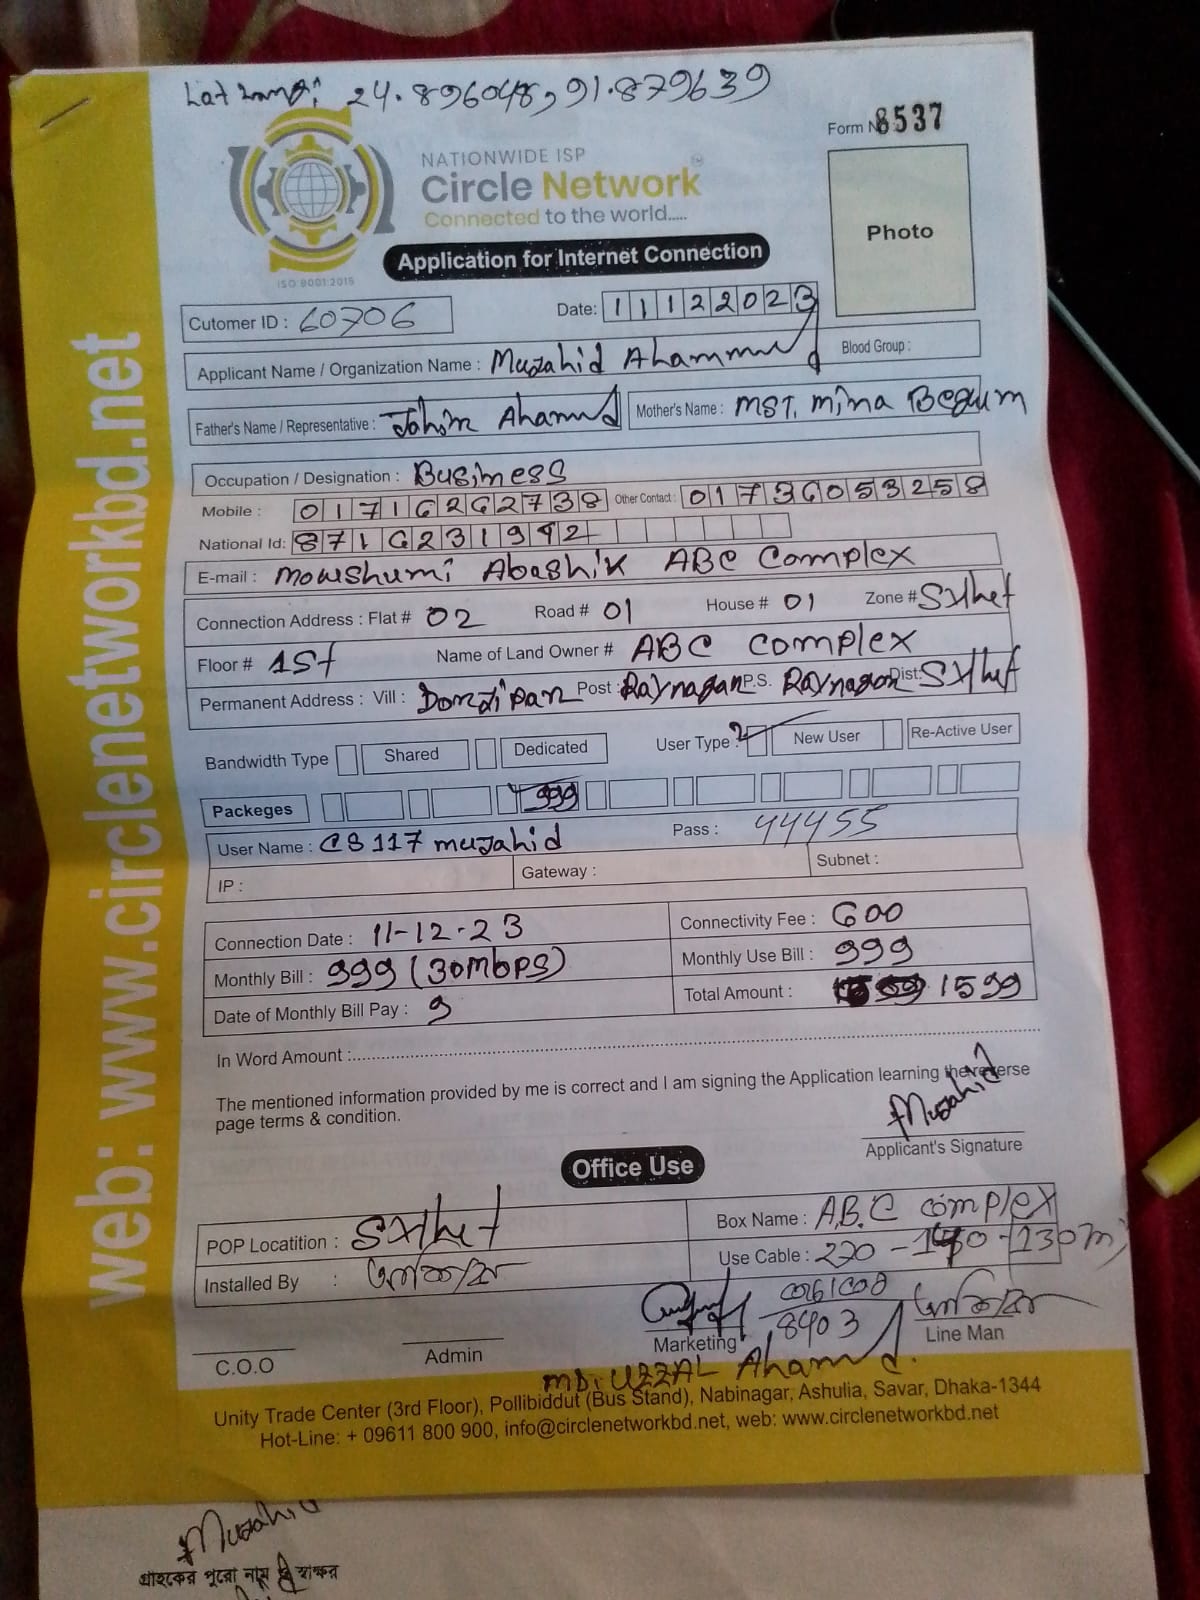 Lat Long: 24.896048, 91.879639
Form No 8537
NATIONWIDE ISP
Circle Network
Connected to the world.....
ISO 9001:2015
Application for Internet Connection
Photo
Cutomer ID : 60706
Date: 11122023
Applicant Name / Organization Name : Muzahid Ahammed
Blood Group :
Father's Name / Representative : Jahir Ahamed
Mother's Name : MST. Mina Begum
Occupation / Designation : Business
Mobile : 01716262738 Other Contact : 01736053258
National Id: 8716231992
E-mail : Mowshumi Abashik ABC Complex
Connection Address : Flat # 02 Road # 01 House # 01 Zone # Sylhet
Floor # 1st Name of Land Owner # ABC complex
Permanent Address : Vill : Post : Raynagar P.S. Raynagar Dist: Sylhet
Bandwidth Type Shared Dedicated User Type : New User Re-Active User
Packeges 999
User Name : CS117 muzahid Pass : 44455
IP : Gateway : Subnet :
Connection Date : 11-12-23 Connectivity Fee : 600
Monthly Bill : 999 (30Mbps) Monthly Use Bill : 999
Date of Monthly Bill Pay : 9 Total Amount : 1599
In Word Amount :
The mentioned information provided by me is correct and I am signing the Application learning the reverse
page terms & condition.
Muzahid
Applicant's Signature
Office Use
POP Locatition : Sylhet Box Name : A.B.C complex
Installed By : Use Cable : 270 - 140 - 130m
8403
C.O.O Admin Marketing Line Man
MD. UZZAL Ahamed.
Unity Trade Center (3rd Floor), Pollibiddut (Bus Stand), Nabinagar, Ashulia, Savar, Dhaka-1344
Hot-Line: + 09611 800 900, info@circlenetworkbd.net, web: www.circlenetworkbd.net
web: www.circlenetworkbd.net
Muzahid
গ্রাহকের পুরো নাম ও স্বাক্ষর